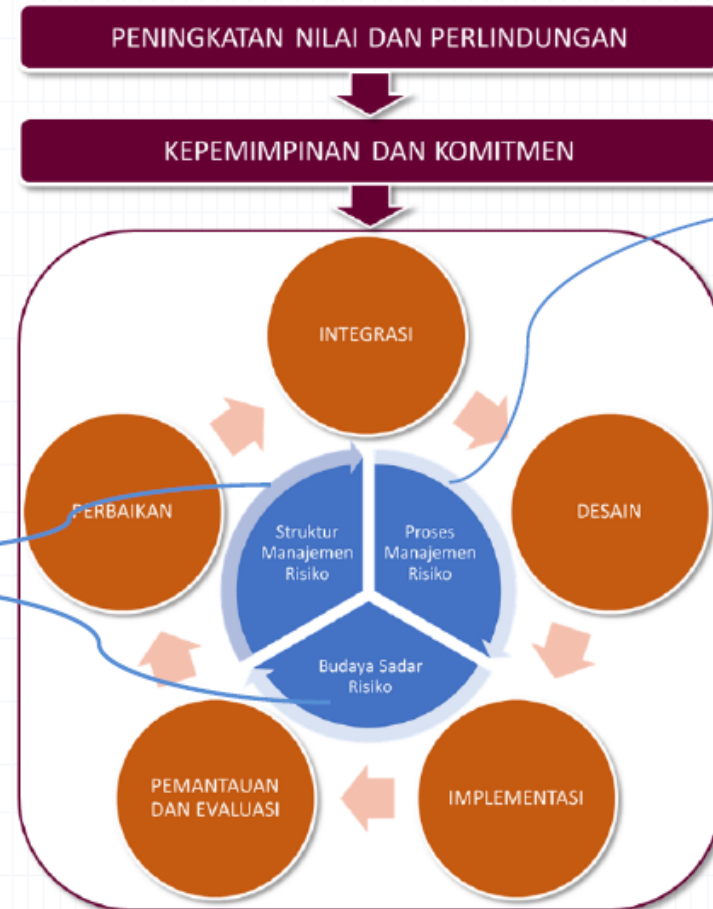 PENINGKATAN NILAI DAN PERLINDUNGAN
KEPEMIMPINAN DAN KOMITMEN
INTEGRASI
PERBAIKAN
DESAIN
Struktur
Manajemen
Risiko
Proses
Manajemen
Risiko
Budaya Sadar
Risiko
PEMANTAUAN
DAN EVALUASI
IMPLEMENTASI